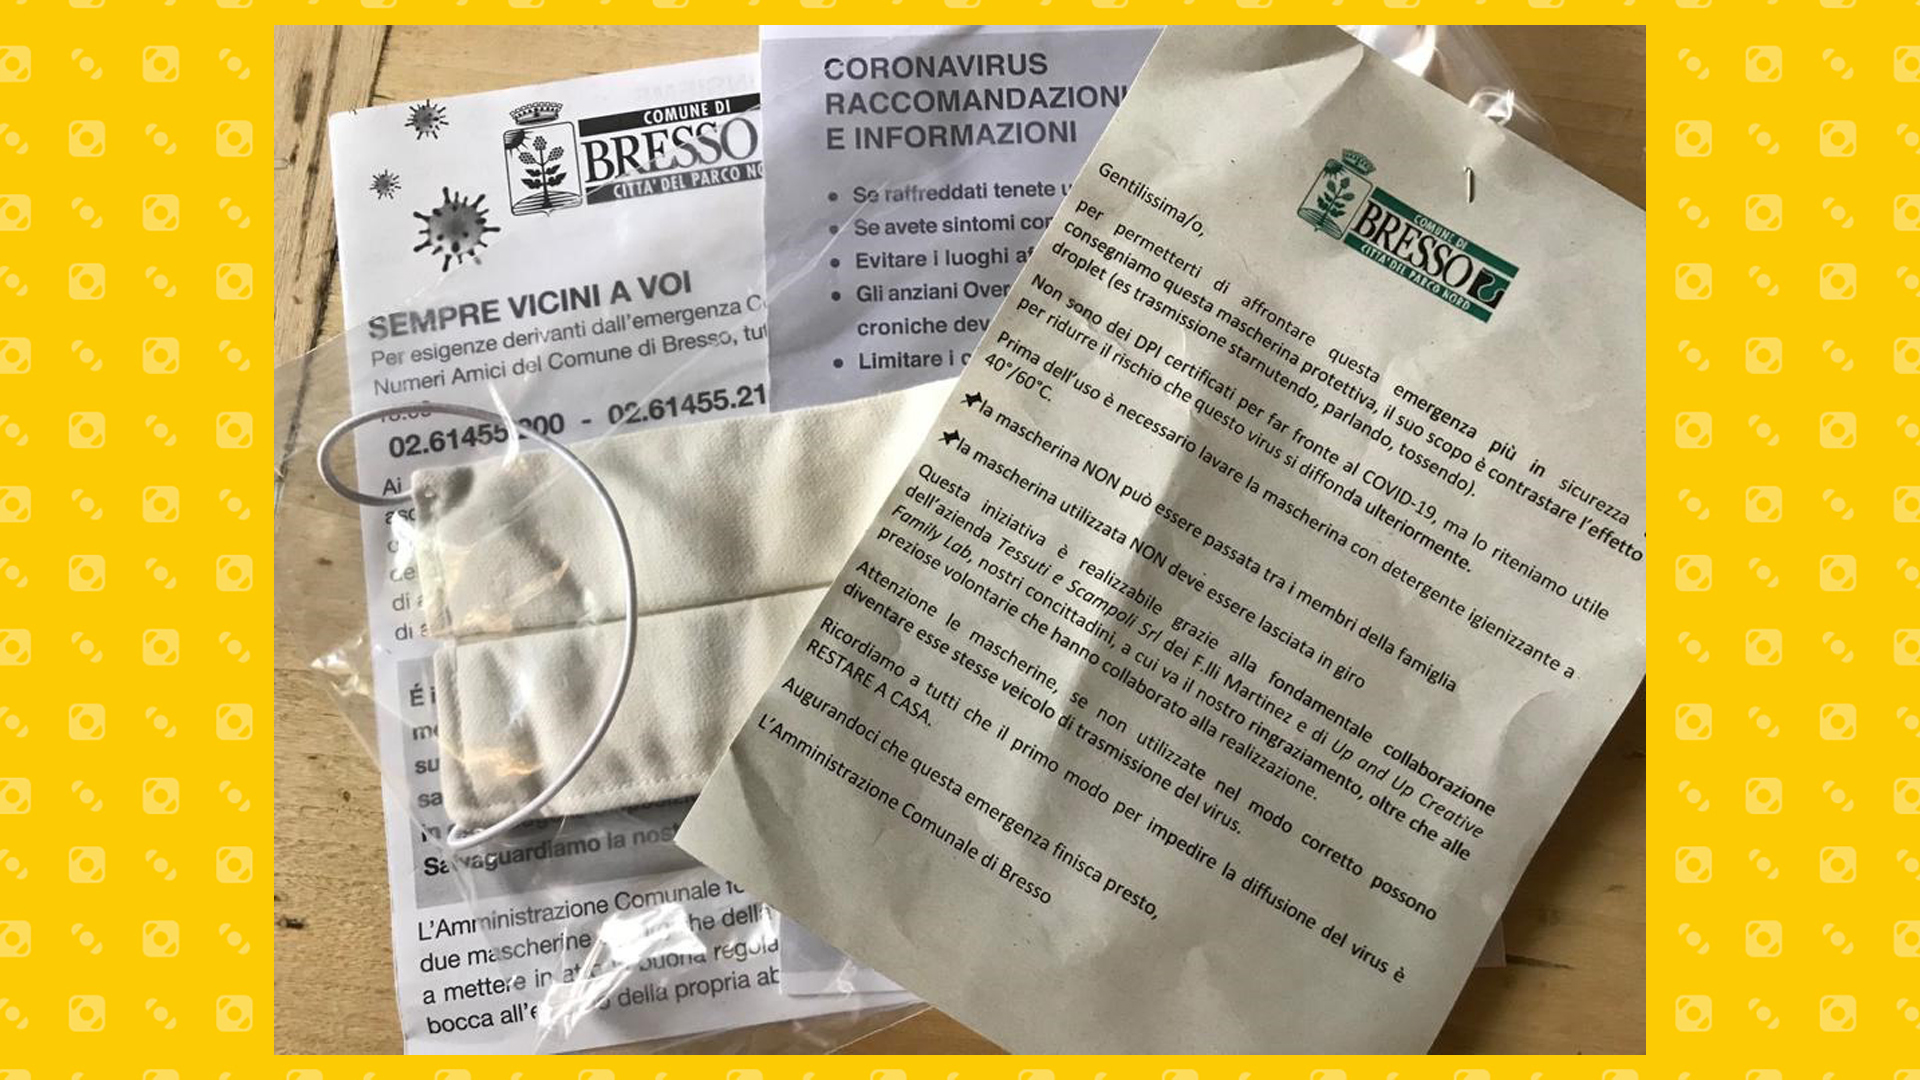 COMUNE DI
BRESSO
CITTA' DEL PARCO NO
SEMPRE VICINI A VOI
Per esigenze derivanti dall'emergenza
Numeri Amici del Comune di Bresso,
- 02.61455.21
Ai
di
di
È
Salvaguardiamo la
L'Amministrazione Comunale
due mascherine
a mettere in buona
bocca della propria
CORONAVIRUS
RACCOMANDAZIONI
E INFORMAZIONI
• Se raffreddati tenete
• Se avete sintomi
• Evitare i luoghi
• Gli anziani Over
croniche
• Limitare i
COMUNE DI
BRESSO
CITTA' DEL PARCO NORD
Gentilissima/o,
per permetterti di affrontare questa emergenza più in sicurezza
consegniamo questa mascherina protettiva, il suo scopo è contrastare l'effetto
droplet (es trasmissione starnutendo, parlando, tossendo).
Non sono dei DPI certificati per far fronte al COVID-19, ma lo riteniamo utile
per ridurre il rischio che questo virus si diffonda ulteriormente.
Prima dell'uso è necessario lavare la mascherina con detergente igienizzante a
40°/60°C.
la mascherina NON può essere passata tra i membri della famiglia
la mascherina utilizzata NON deve essere lasciata in giro
Questa iniziativa è realizzabile grazie alla fondamentale collaborazione
dell'azienda Tessuti e Scampoli Srl dei F.lli Martinez e di Up and Up Creative
Family Lab, nostri concittadini, a cui va il nostro ringraziamento, oltre che alle
preziose volontarie che hanno collaborato alla realizzazione.
Attenzione le mascherine, se non utilizzate nel modo corretto possono
diventare esse stesse veicolo di trasmissione del virus.
Ricordiamo a tutti che il primo modo per impedire la diffusione del virus è
RESTARE A CASA.
Augurandoci che questa emergenza finisca presto,
L'Amministrazione Comunale di Bresso